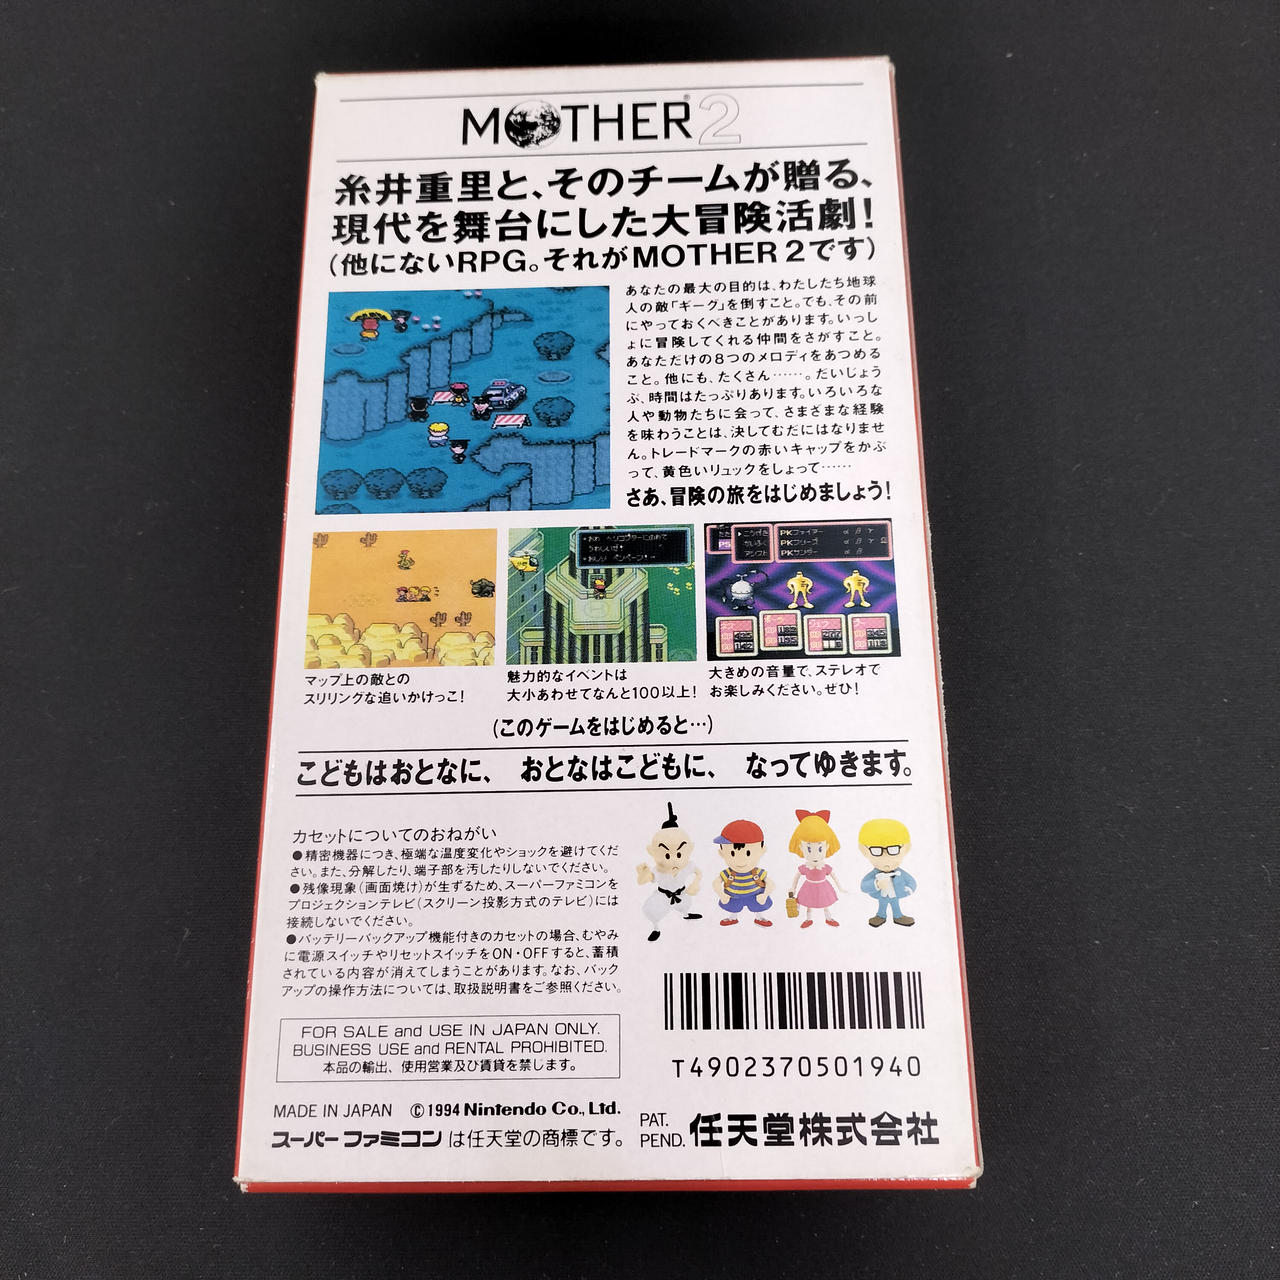 MOTHER® 2
糸井重里と、そのチームが贈る、
現代を舞台にした大冒険活劇!
(他にないRPG。それがMOTHER 2です)
あなたの最大の目的は、わたしたち地球
人の敵「ギーグ」を倒すこと。でも、その前
にやっておくべきことがあります。いっし
ょに冒険してくれる仲間をさがすこと。
あなただけの8つのメロディをあつめる
こと。他にも、たくさん……。だいじょう
ぶ、時間はたっぷりあります。いろいろな
人や動物たちに会って、さまざまな経験
を味わうことは、決してむだにはなりませ
ん。トレードマークの赤いキャップをかぶ
って、黄色いリュックをしょって……
さあ、冒険の旅をはじめましょう!
PKファイアー α β γ
PKフリーズ α β γ Ω
PKサンダー α β
マップ上の敵との
スリリングな追いかけっこ!
魅力的なイベントは
大小あわせてなんと100以上!
大きめの音量で、ステレオで
お楽しみください。ぜひ!
(このゲームをはじめると…)
こどもはおとなに、 おとなはこどもに、 なってゆきます。
カセットについてのおねがい
●精密機器につき、極端な温度変化やショックを避けてくだ
さい。また、分解したり、端子部を汚したりしないでください。
●残像現象(画面焼け)が生ずるため、スーパーファミコンを
プロジェクションテレビ(スクリーン投影方式のテレビ)には
接続しないでください。
●バッテリーバックアップ機能付きのカセットの場合、むやみ
に電源スイッチやリセットスイッチをON・OFFすると、蓄積
されている内容が消えてしまうことがあります。なお、バック
アップの操作方法については、取扱説明書をご参照ください。
FOR SALE and USE IN JAPAN ONLY.
BUSINESS USE and RENTAL PROHIBITED.
本品の輸出、使用営業及び賃貸を禁じます。
T4902370501940
MADE IN JAPAN ©1994 Nintendo Co., Ltd.
スーパーファミコンは任天堂の商標です。
PAT.
PEND.
任天堂株式会社